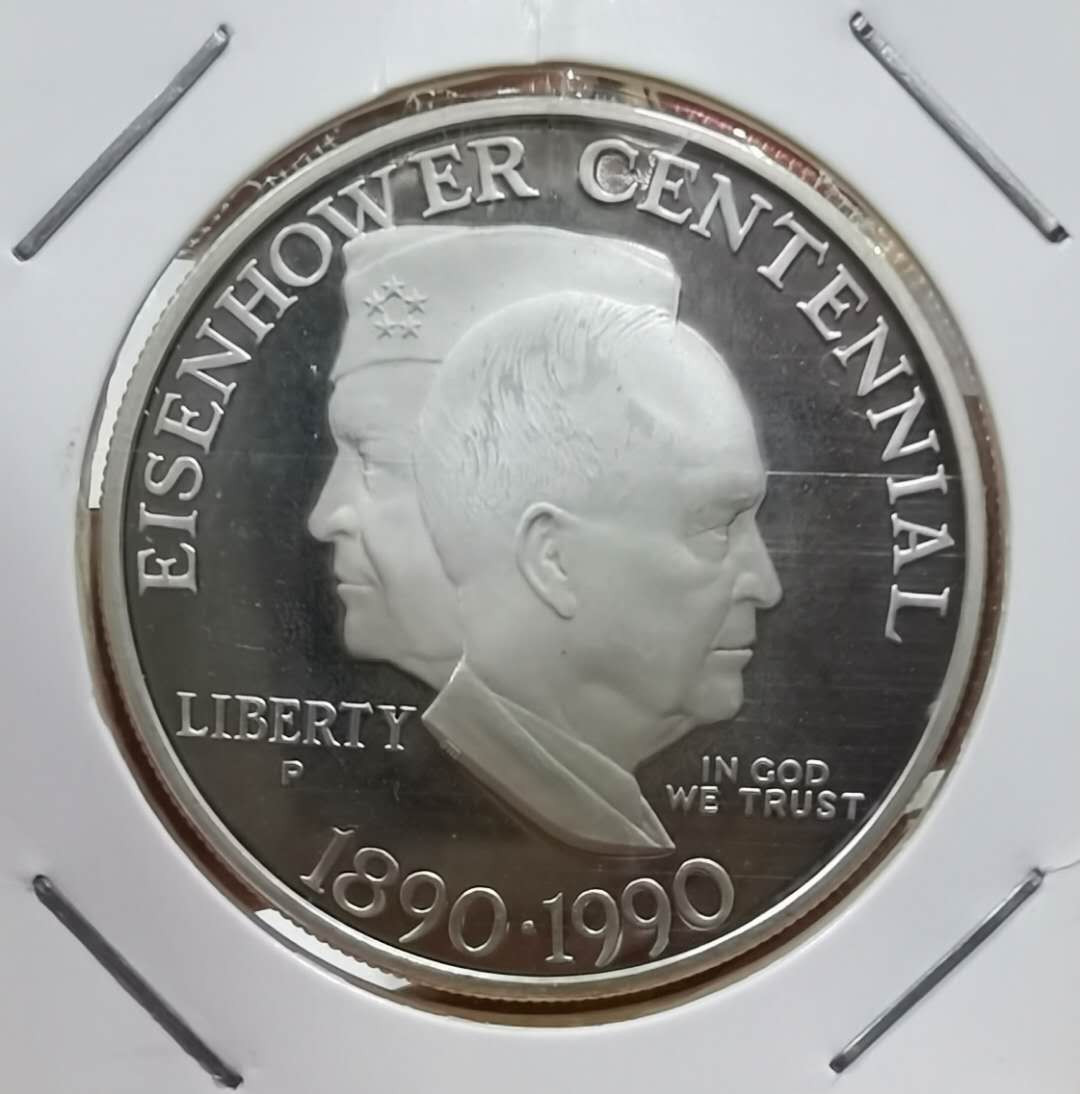 EISENHOWER CENTENNIAL
LIBERTY
P
IN GOD
WE TRUST
1890·1990